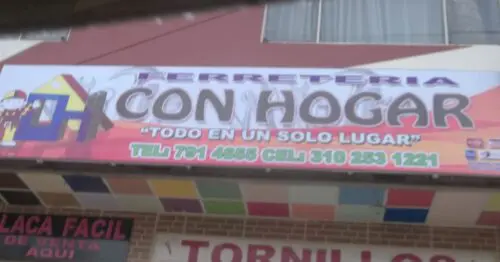 FERRETERIA
CON HOGAR
"TODO EN UN SOLO LUGAR"
TEL: 791 4655 CEL: 310 253 1221
LACA FACIL
DE VENTA
AQUI
TORNILLOS